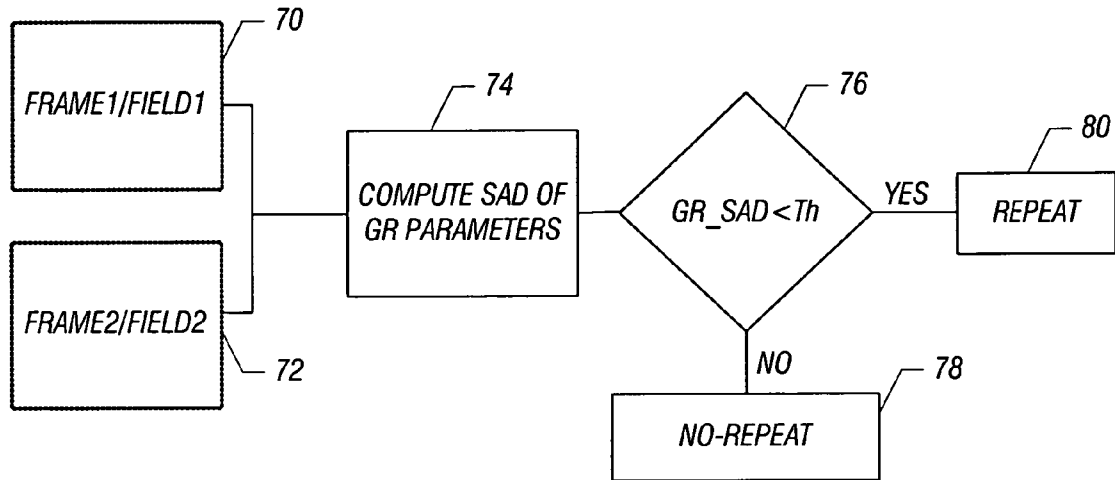 70
FRAME1/FIELD1
74
COMPUTE SAD OF
GR PARAMETERS
76
GR_SAD<Th
YES
80
REPEAT
FRAME2/FIELD2
72
NO
78
NO-REPEAT